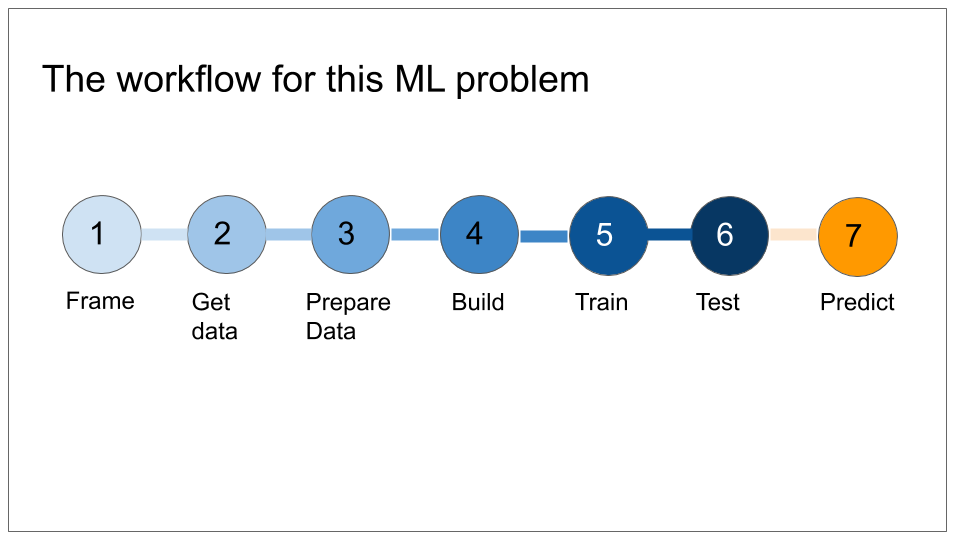 The workflow for this ML problem
1
2
3
4
5
6
7
Frame
Get
data
Prepare
Data
Build
Train
Test
Predict